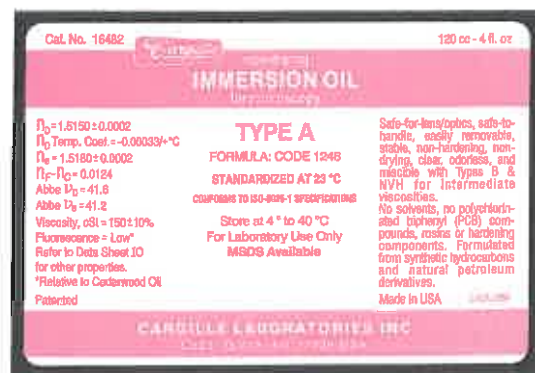 Cat. No. 16482
120 cc - 4 fl. oz
IMMERSION OIL
Microscopy
nD = 1.5150 ± 0.0002
nD Temp. Coef. = -0.00033/+°C
ne = 1.5180 ± 0.0002
nF-nC = 0.0124
Abbe VD = 41.6
Abbe Ve = 41.2
Viscosity, cSt = 150 ± 10%
Fluorescence = Low*
Refer to Data Sheet IO
for other properties.
*Relative to Cedarwood Oil
Patented
TYPE A
FORMULA: CODE 1248
STANDARDIZED AT 23 °C
CONFORMS TO ISO-8036-1 SPECIFICATIONS
Store at 4° to 40 °C
For Laboratory Use Only
MSDS Available
Safe-for-lens/optics, safe-to-
handle, easily removable,
stable, non-hardening, non-
drying, clear, odorless, and
miscible with Types B &
NVH for intermediate
viscosities.
No solvents, no polychlorin-
ated biphenyl (PCB) com-
pounds, rosins or hardening
components. Formulated
from synthetic hydrocarbons
and natural petroleum
derivatives.
Made in USA
CARGILLE LABORATORIES INC